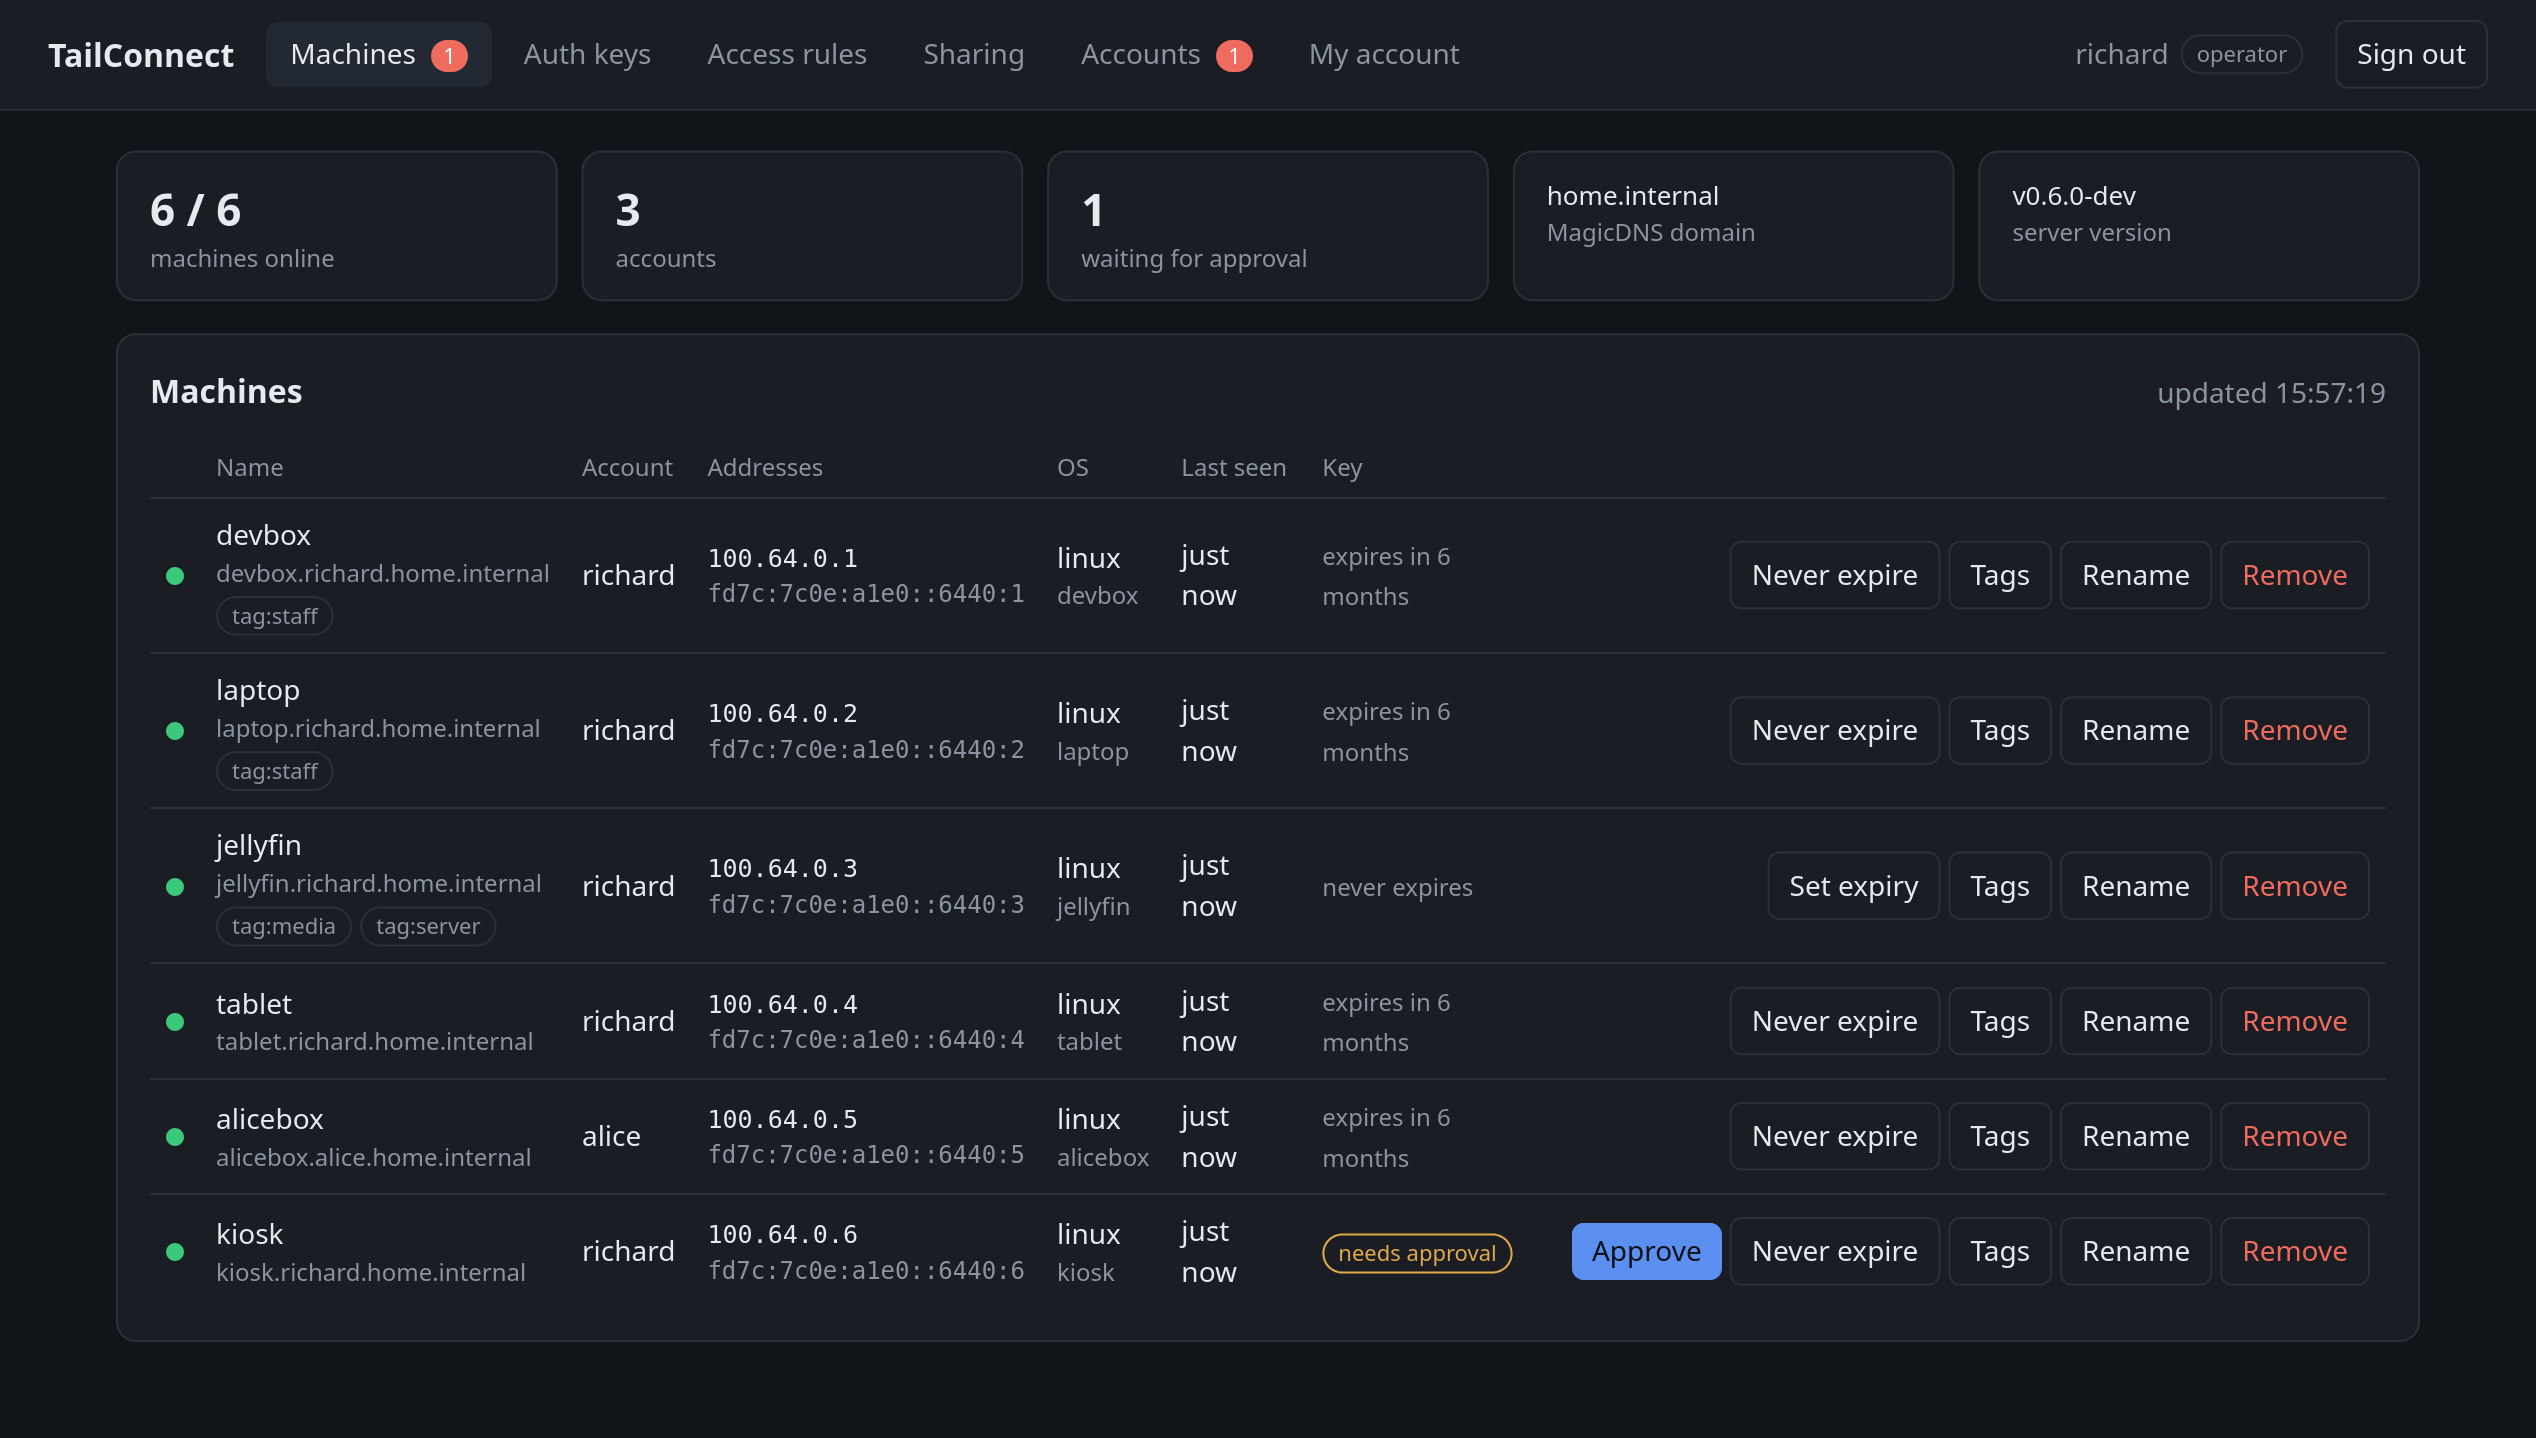 TailConnect Machines 1 Auth keys Access rules Sharing Accounts 1 My account richard operator Sign out
6 / 6 3 1 home.internal v0.6.0-dev
machines online accounts waiting for approval MagicDNS domain server version
Machines updated 15:57:19
Name Account Addresses OS Last seen Key
devbox
devbox.richard.home.internal
tag:staff
richard
100.64.0.1
fd7c:7c0e:a1e0::6440:1
linux
devbox
just
now
expires in 6
months
Never expire Tags Rename Remove
laptop
laptop.richard.home.internal
tag:staff
richard
100.64.0.2
fd7c:7c0e:a1e0::6440:2
linux
laptop
just
now
expires in 6
months
Never expire Tags Rename Remove
jellyfin
jellyfin.richard.home.internal
tag:media tag:server
richard
100.64.0.3
fd7c:7c0e:a1e0::6440:3
linux
jellyfin
just
now
never expires
Set expiry Tags Rename Remove
tablet
tablet.richard.home.internal
richard
100.64.0.4
fd7c:7c0e:a1e0::6440:4
linux
tablet
just
now
expires in 6
months
Never expire Tags Rename Remove
alicebox
alicebox.alice.home.internal
alice
100.64.0.5
fd7c:7c0e:a1e0::6440:5
linux
alicebox
just
now
expires in 6
months
Never expire Tags Rename Remove
kiosk
kiosk.richard.home.internal
richard
100.64.0.6
fd7c:7c0e:a1e0::6440:6
linux
kiosk
just
now
needs approval
Approve Never expire Tags Rename Remove